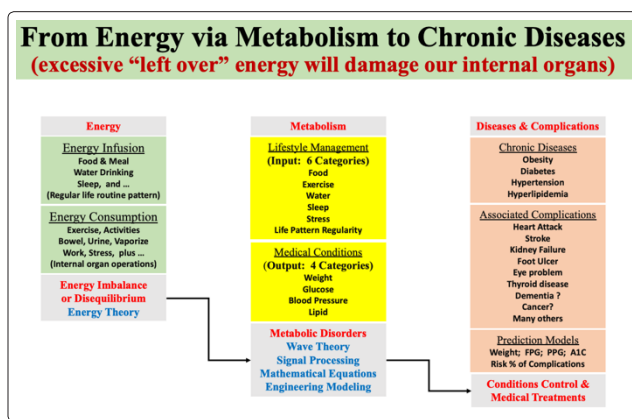 From Energy via Metabolism to Chronic Diseases
(excessive “left over” energy will damage our internal organs)
Energy
Energy Infusion
Food & Meal
Water Drinking
Sleep, and ...
(Regular life routine pattern)
Energy Consumption
Exercise, Activities
Bowel, Urine, Vaporize
Work, Stress, plus ...
(Internal organ operations)
Energy Imbalance
or Disequilibrium
Energy Theory
Metabolism
Lifestyle Management
(Input: 6 Categories)
Food
Exercise
Water
Sleep
Stress
Life Pattern Regularity
Medical Conditions
(Output: 4 Categories)
Weight
Glucose
Blood Pressure
Lipid
Metabolic Disorders
Wave Theory
Signal Processing
Mathematical Equations
Engineering Modeling
Diseases & Complications
Chronic Diseases
Obesity
Diabetes
Hypertension
Hyperlipidemia
Associated Complications
Heart Attack
Stroke
Kidney Failure
Foot Ulcer
Eye problem
Thyroid disease
Dementia ?
Cancer?
Many others
Prediction Models
Weight; FPG; PPG; A1C
Risk % of Complications
Conditions Control &
Medical Treatments